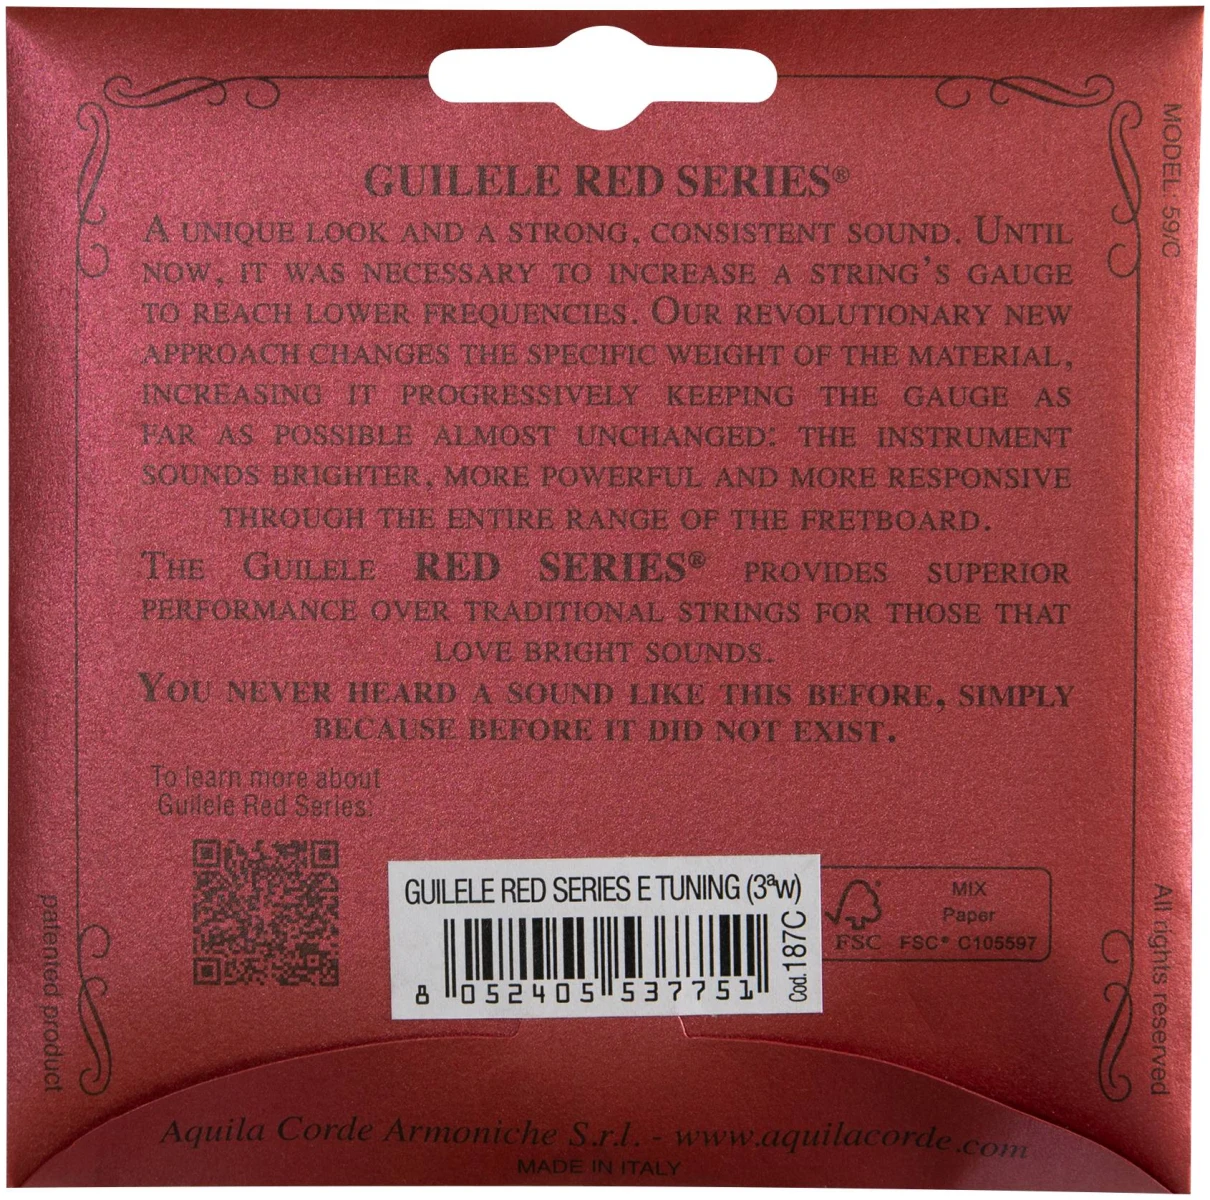 GUILELE RED SERIES®
A UNIQUE LOOK AND A STRONG, CONSISTENT SOUND. UNTIL
NOW, IT WAS NECESSARY TO INCREASE A STRING'S GAUGE
TO REACH LOWER FREQUENCIES. OUR REVOLUTIONARY NEW
APPROACH CHANGES THE SPECIFIC WEIGHT OF THE MATERIAL,
INCREASING IT PROGRESSIVELY KEEPING THE GAUGE AS
FAR AS POSSIBLE ALMOST UNCHANGED: THE INSTRUMENT
SOUNDS BRIGHTER, MORE POWERFUL AND MORE RESPONSIVE
THROUGH THE ENTIRE RANGE OF THE FRETBOARD.
THE GUILELE RED SERIES® PROVIDES SUPERIOR
PERFORMANCE OVER TRADITIONAL STRINGS FOR THOSE THAT
LOVE BRIGHT SOUNDS.
YOU NEVER HEARD A SOUND LIKE THIS BEFORE, SIMPLY
BECAUSE BEFORE IT DID NOT EXIST.
MODEL: 59/C
To learn more about
Guilele Red Series:
GUILELE RED SERIES E TUNING (3ªw)
8 052405 537751
Cod.187C
FSC
MIX
Paper
FSC® C105597
patented product
All rights reserved
Aquila Corde Armoniche S.r.l. - www.aquilacorde.com
MADE IN ITALY